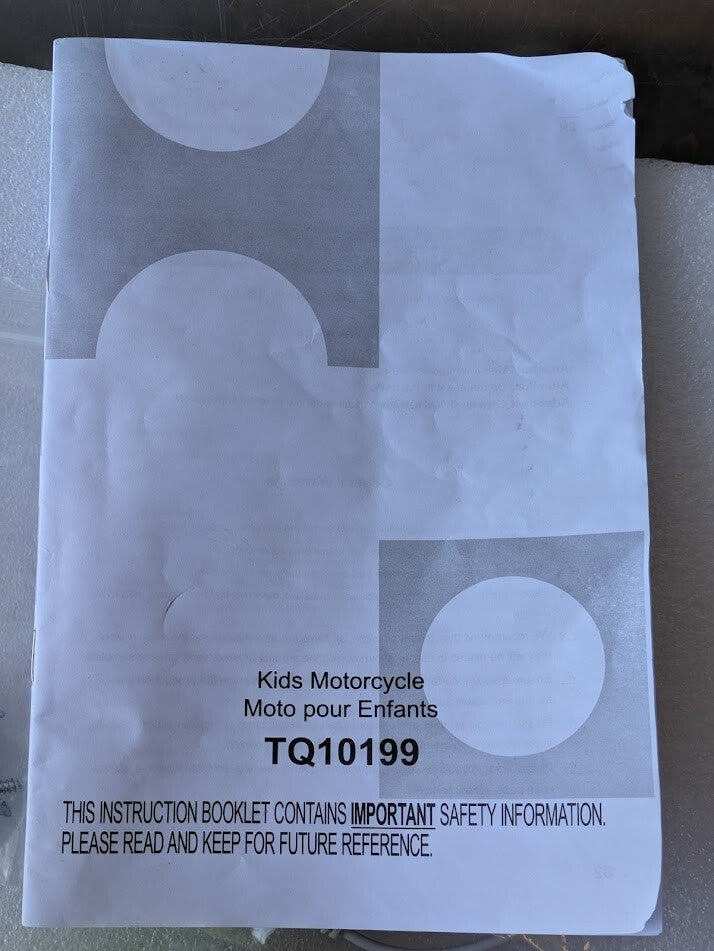 Kids Motorcycle
Moto pour Enfants
TQ10199
THIS INSTRUCTION BOOKLET CONTAINS IMPORTANT SAFETY INFORMATION.
PLEASE READ AND KEEP FOR FUTURE REFERENCE.